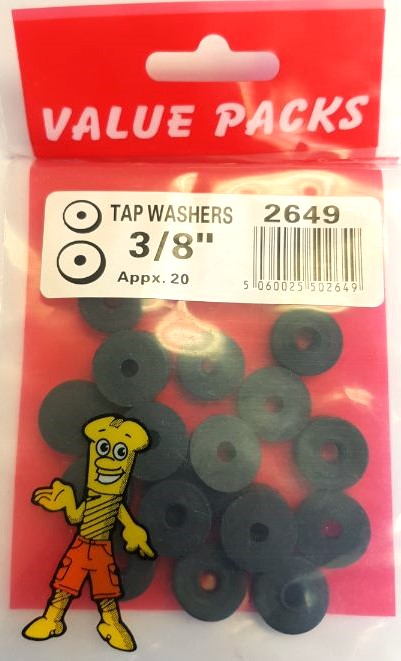 VALUE PACKS
TAP WASHERS 2649
3/8"
Appx. 20
5 060025 502649